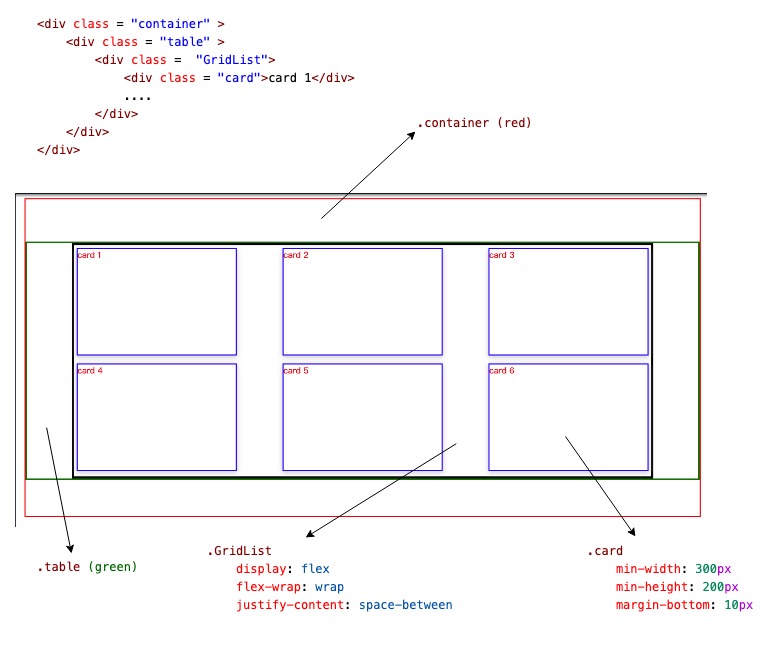 <div class = "container" >
<div class = "table" >
<div class =  "GridList">
<div class = "card">card 1</div>
....
</div>
</div>
</div>
.container (red)
card 1
card 2
card 3
card 4
card 5
card 6
.table (green)
.GridList
display: flex
flex-wrap: wrap
justify-content: space-between
.card
min-width: 300px
min-height: 200px
margin-bottom: 10px